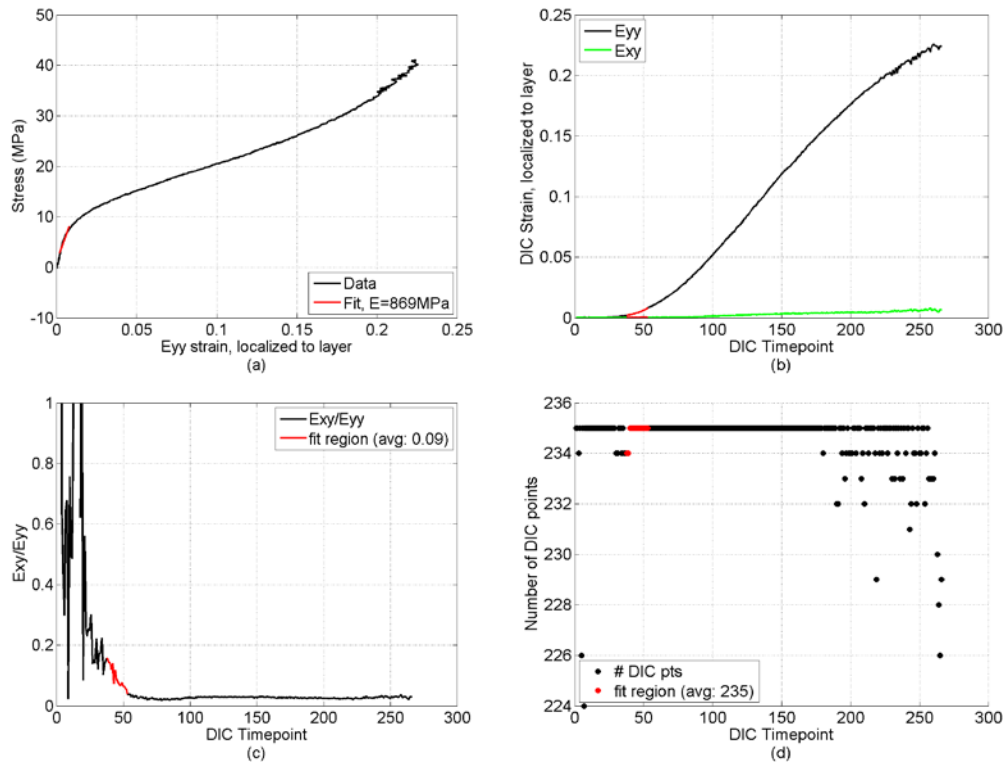 50
40
30
20
10
0
-10
Stress (MPa)
Data
Fit, E=869MPa
0
0.05
0.1
0.15
0.2
0.25
Eyy strain, localized to layer
(a)
0.25
0.2
0.15
0.1
0.05
0
DIC Strain, localized to layer
Eyy
Exy
0
50
100
150
200
250
300
DIC Timepoint
(b)
1
0.8
0.6
0.4
0.2
0
Exy/Eyy
Exy/Eyy
fit region (avg: 0.09)
0
50
100
150
200
250
300
DIC Timepoint
(c)
236
234
232
230
228
226
224
Number of DIC points
# DIC pts
fit region (avg: 235)
0
50
100
150
200
250
300
DIC Timepoint
(d)